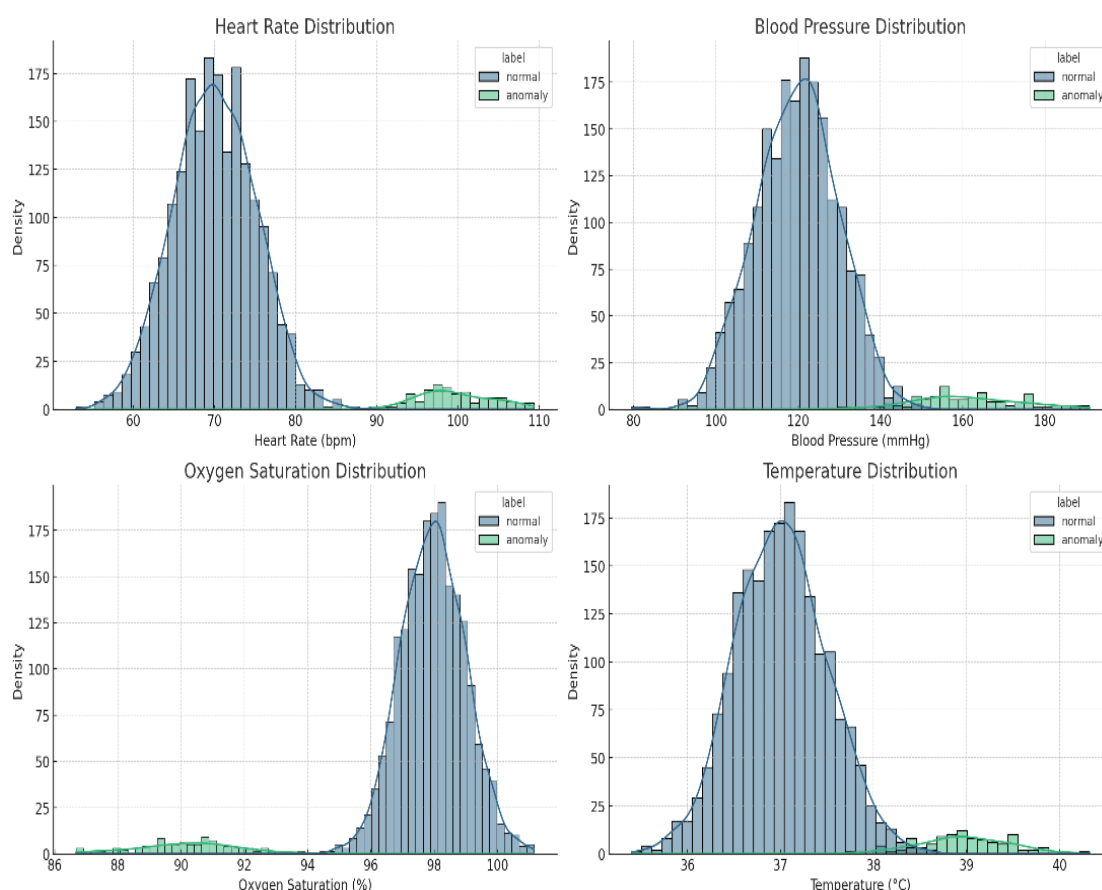 Heart Rate Distribution
label
normal
anomaly
175
150
125
100
75
50
25
0
Density
60
70
80
90
100
110
Heart Rate (bpm)
Blood Pressure Distribution
label
normal
anomaly
175
150
125
100
75
50
25
0
Density
80
100
120
140
160
180
Blood Pressure (mmHg)
Oxygen Saturation Distribution
label
normal
anomaly
175
150
125
100
75
50
25
0
Density
86
88
90
92
94
96
98
100
Oxygen Saturation (%)
Temperature Distribution
label
normal
anomaly
175
150
125
100
75
50
25
0
Density
36
37
38
39
40
Temperature (°C)